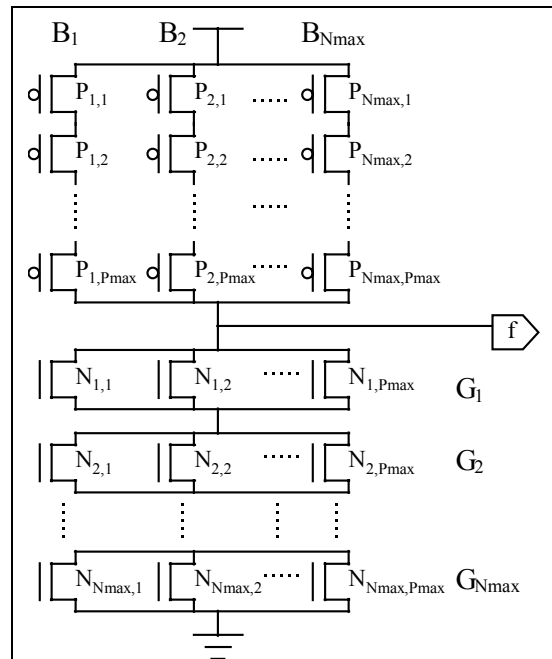 B1 B2 BNmax
P1,1 P2,1 ...... PNmax,1
P1,2 P2,2 ...... PNmax,2
......
P1,Pmax P2,Pmax ...... PNmax,Pmax
f
N1,1 N1,2 ...... N1,Pmax G1
N2,1 N2,2 ...... N2,Pmax G2
NNmax,1 NNmax,2 ...... NNmax,Pmax GNmax